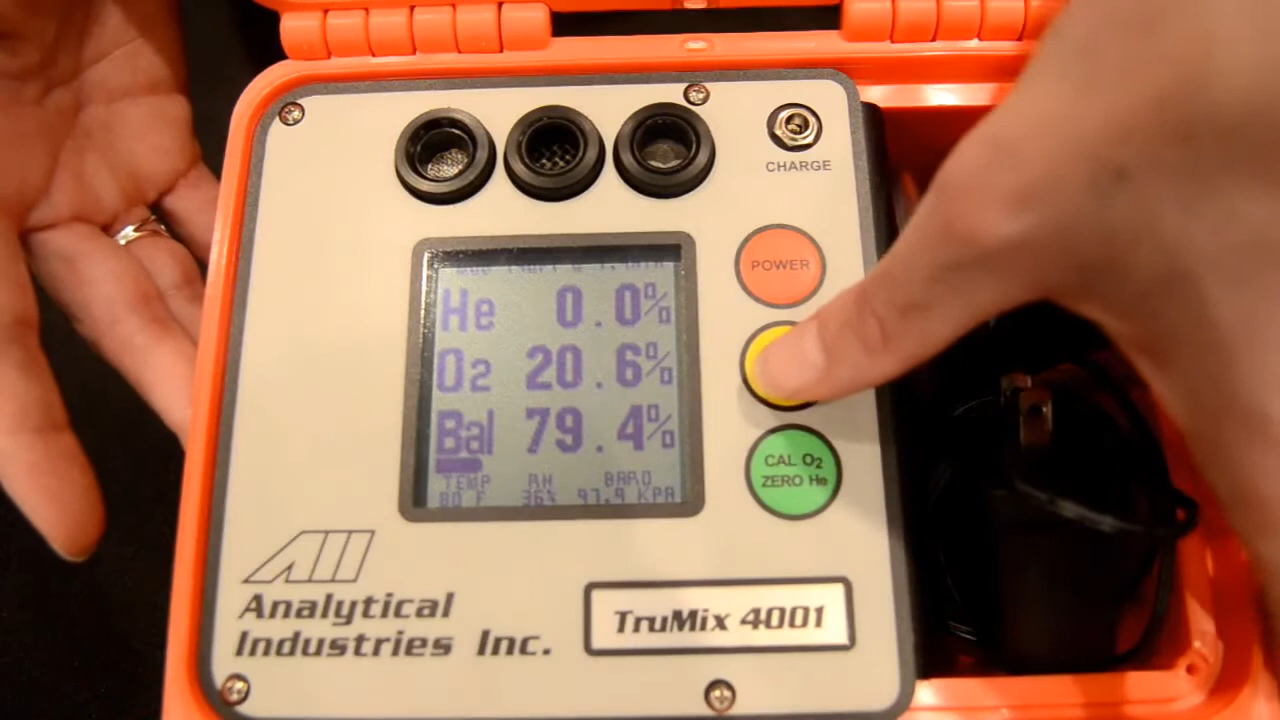 CHARGE
POWER
He 0.0%
O2 20.6%
Bal 79.4%
TEMP RH BARO
80 F 36% 97.9 KPA
CAL O2
ZERO He
AII
Analytical
Industries Inc.
TruMix 4001